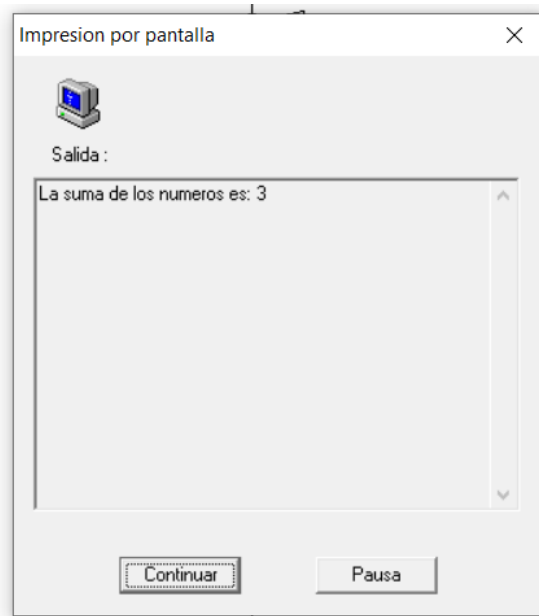 Impresion por pantalla
Salida :
La suma de los numeros es: 3
Continuar
Pausa